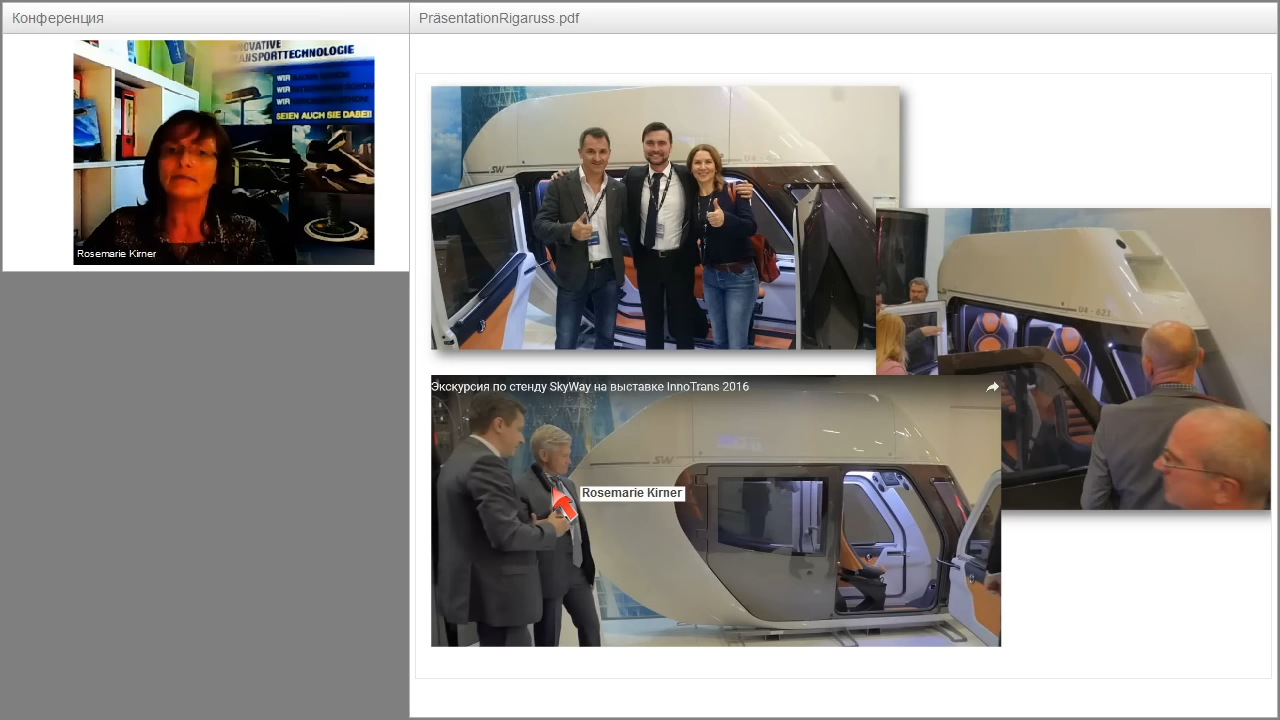 Конференция
PräsentationRigaruss.pdf
INNOVATIVE
TRANSPORTTECHNOLOGIE
WIR
WIR
WIR
SEIEN AUCH SIE DABEI!
Rosemarie Kirner
SW
U4 - 621
Экскурсия по стенду SkyWay на выставке InnoTrans 2016
SW
Rosemarie Kirner